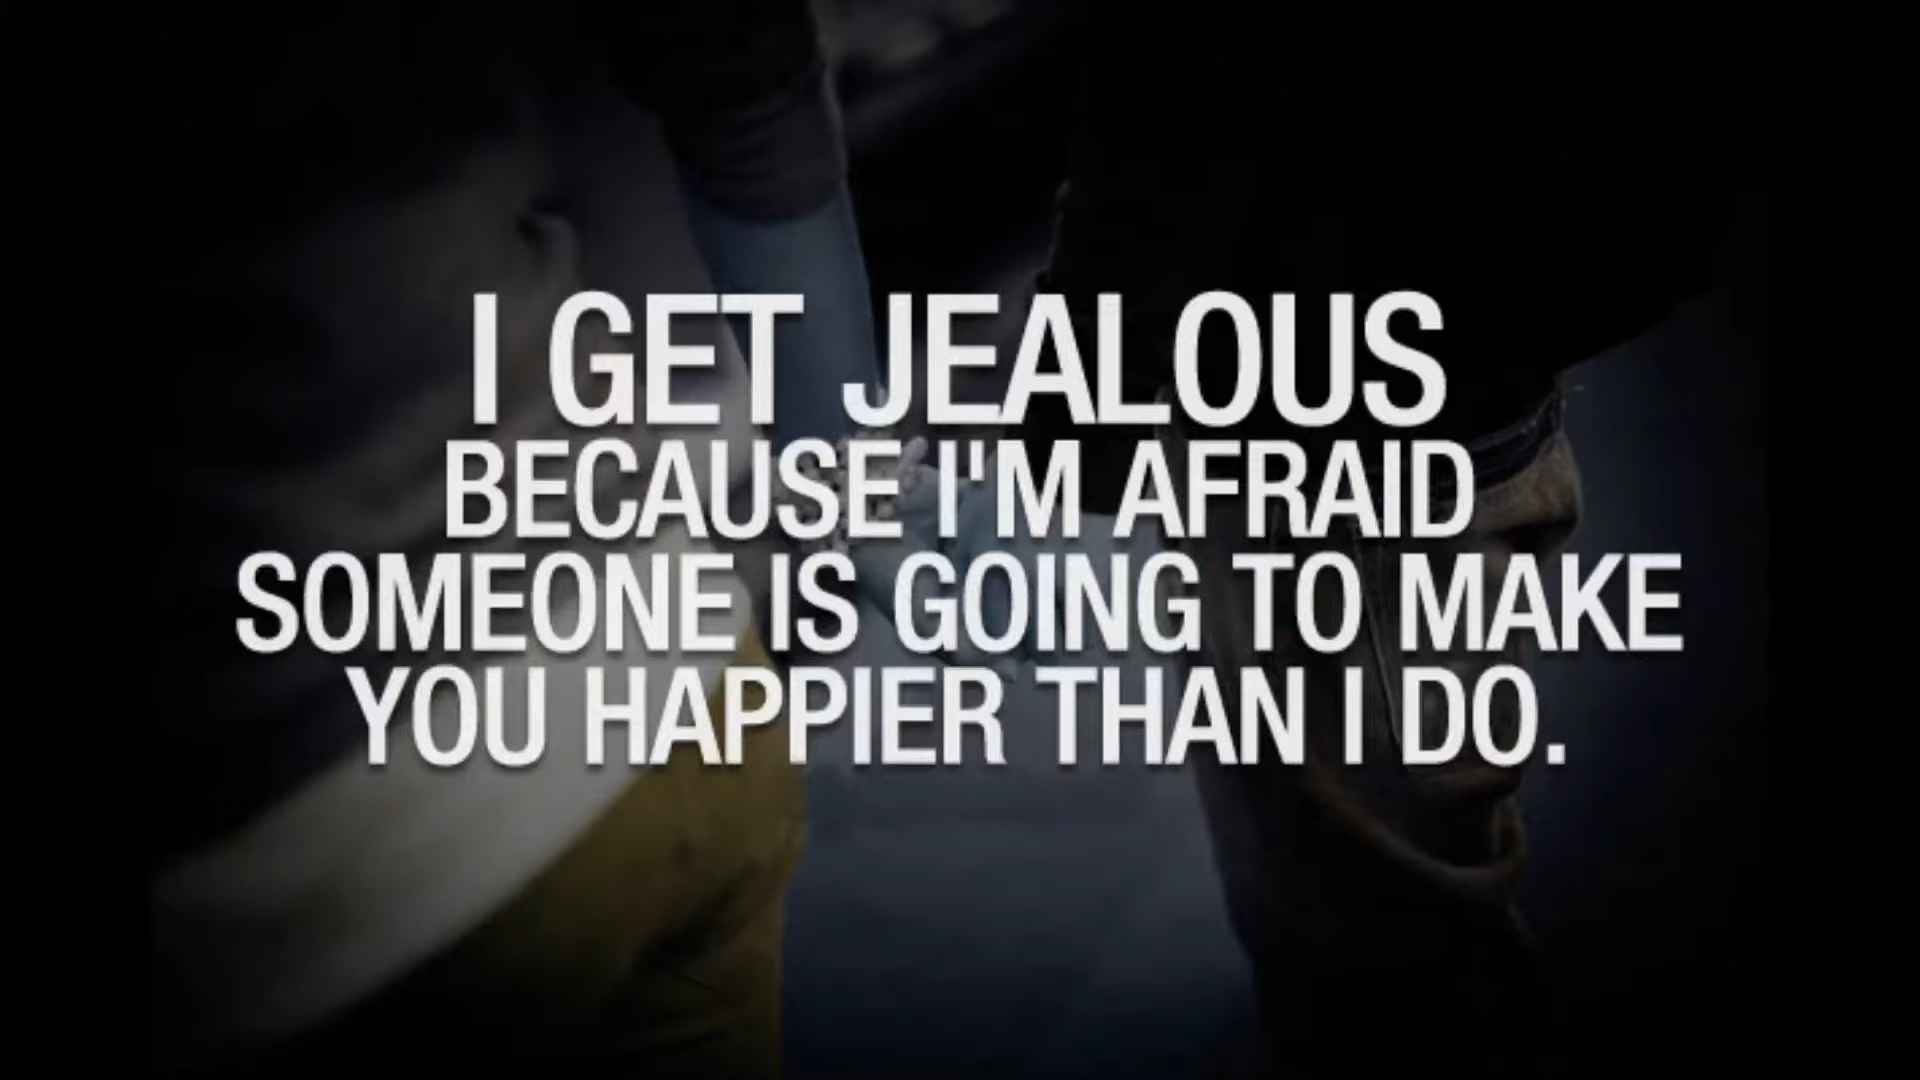 I GET JEALOUS
BECAUSE I'M AFRAID
SOMEONE IS GOING TO MAKE
YOU HAPPIER THAN I DO.